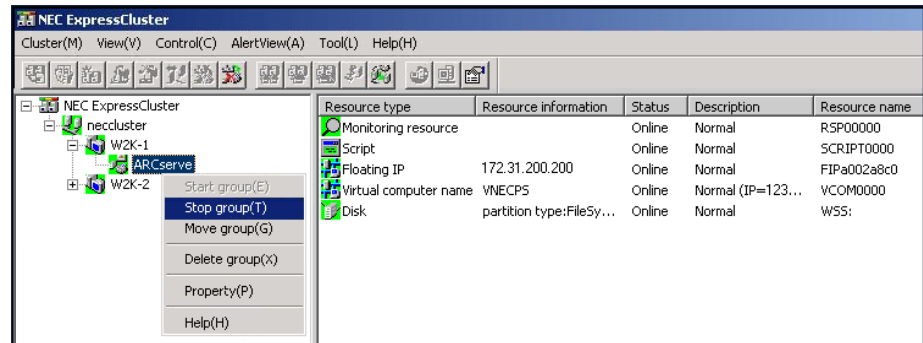 NEC ExpressCluster
Cluster(M) View(V) Control(C) AlertView(A) Tool(L) Help(H)
NEC ExpressCluster
neccluster
W2K-1
ARCserve
W2K-2
Start group(E)
Stop group(T)
Move group(G)
Delete group(X)
Property(P)
Help(H)
Resource type Resource information Status Description Resource name
Monitoring resource Online Normal RSP00000
Script Online Normal SCRIPT0000
Floating IP 172.31.200.200 Online Normal FIPa002a8c0
Virtual computer name VNECPS Online Normal (IP=123... VCOM0000
Disk partition type:FileSy... Online Normal WSS: